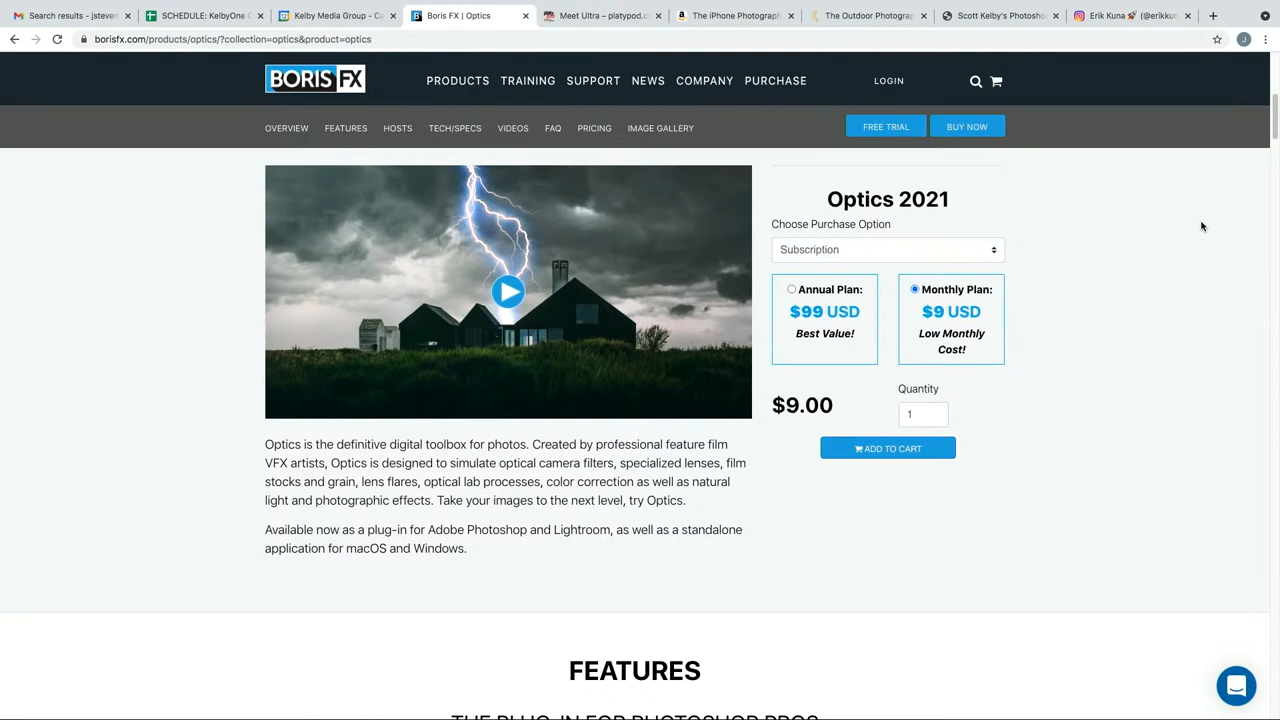 Search results - jsteven
SCHEDULE: KelbyOne C
Kelby Media Group - Ca
Boris FX | Optics
Meet Ultra – platypod.c
The iPhone Photograph
The Outdoor Photograp
Scott Kelby's Photosho
Erik Kuna 🚀 (@erikkun
borisfx.com/products/optics/?collection=optics&product=optics
J
BORIS FX
PRODUCTS TRAINING SUPPORT NEWS COMPANY PURCHASE
LOGIN
OVERVIEW FEATURES HOSTS TECH/SPECS VIDEOS FAQ PRICING IMAGE GALLERY
FREE TRIAL
BUY NOW
Optics 2021
Choose Purchase Option
Subscription
Annual Plan:
$99 USD
Best Value!
Monthly Plan:
$9 USD
Low Monthly
Cost!
$9.00
Quantity
1
ADD TO CART
Optics is the definitive digital toolbox for photos. Created by professional feature film
VFX artists, Optics is designed to simulate optical camera filters, specialized lenses, film
stocks and grain, lens flares, optical lab processes, color correction as well as natural
light and photographic effects. Take your images to the next level, try Optics.
Available now as a plug-in for Adobe Photoshop and Lightroom, as well as a standalone
application for macOS and Windows.
FEATURES
THE PLUG-IN FOR PHOTOSHOP PROS